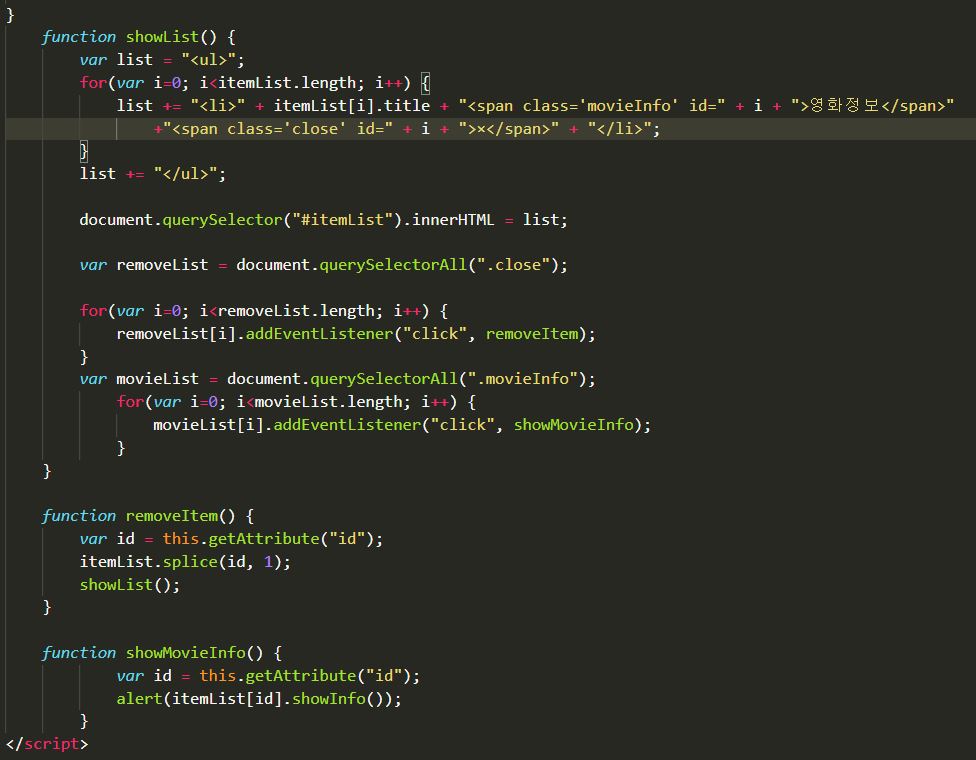 }
function showList() {
var list = "<ul>";
for(var i=0; i<itemList.length; i++) {
list += "<li>" + itemList[i].title + "<span class='movieInfo' id=" + i + ">영화정보</span>"
+"<span class='close' id=" + i + ">×</span>" + "</li>";
}
list += "</ul>";
document.querySelector("#itemList").innerHTML = list;
var removeList = document.querySelectorAll(".close");
for(var i=0; i<removeList.length; i++) {
removeList[i].addEventListener("click", removeItem);
}
var movieList = document.querySelectorAll(".movieInfo");
for(var i=0; i<movieList.length; i++) {
movieList[i].addEventListener("click", showMovieInfo);
}
}
function removeItem() {
var id = this.getAttribute("id");
itemList.splice(id, 1);
showList();
}
function showMovieInfo() {
var id = this.getAttribute("id");
alert(itemList[id].showInfo());
}
</script>